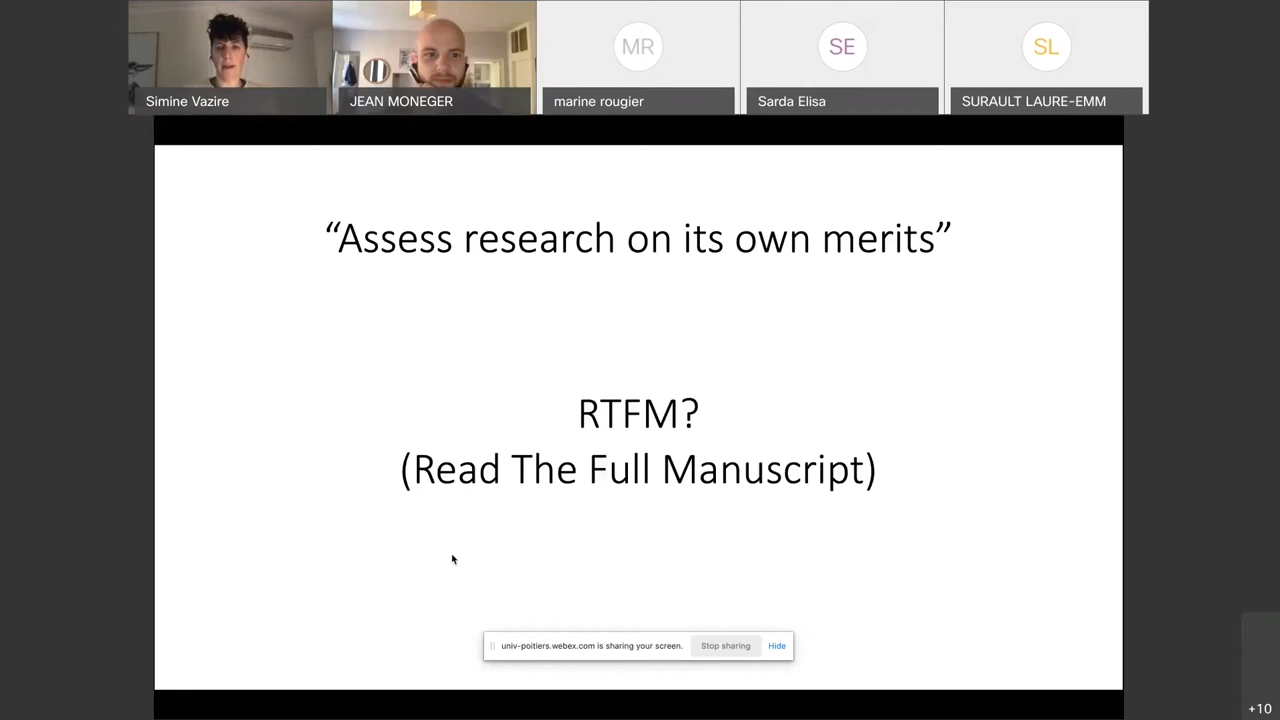 MR
SE
SL
Simine Vazire
JEAN MONEGER
marine rougier
Sarda Elisa
SURAULT LAURE-EMM
“Assess research on its own merits”
RTFM?
(Read The Full Manuscript)
univ-poitiers.webex.com is sharing your screen.
Stop sharing
Hide
+10